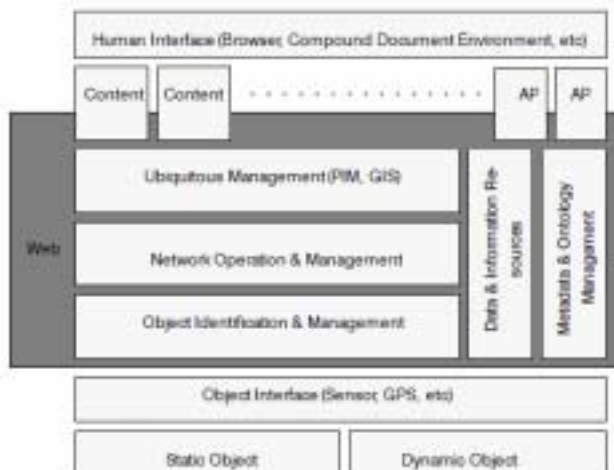 Human Interface (Browser, Compound Document Environment, etc)
Content
Content
AP
AP
Ubiquitous Management (PIM, GIS)
Web
Network Operation & Management
Object Identification & Management
Data & Information Re-
sources
Metadata & Ontology
Management
Object Interface (Sensor, GPS, etc)
Static Object
Dynamic Object